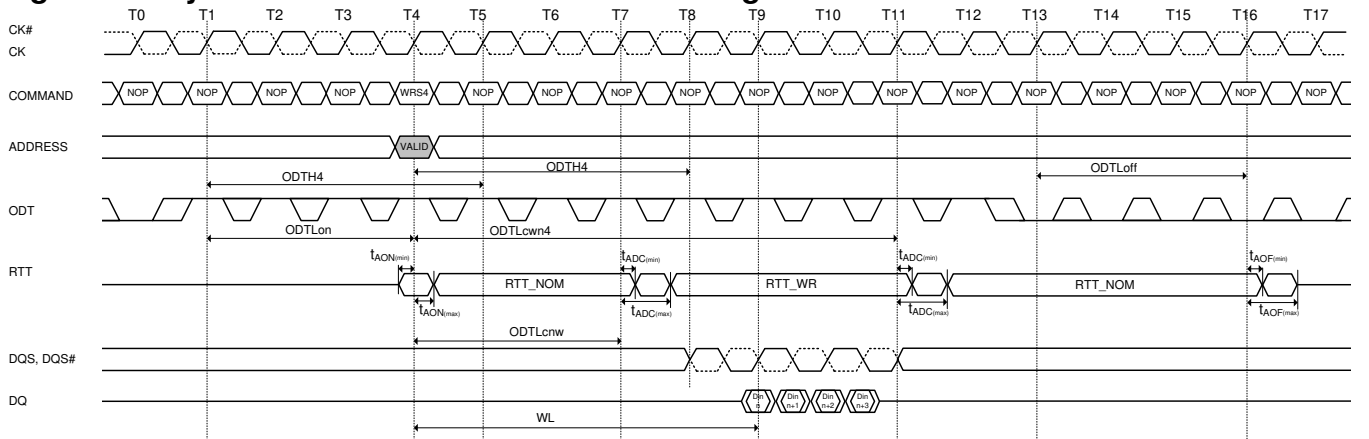 T0 T1 T2 T3 T4 T5 T6 T7 T8 T9 T10 T11 T12 T13 T14 T15 T16 T17
CK#
CK
COMMAND NOP NOP NOP NOP WRS4 NOP NOP NOP NOP NOP NOP NOP NOP NOP NOP NOP NOP NOP
ADDRESS VALID
ODTH4 ODTLoff
ODTH4
ODT
ODTLon ODTLcwn4
tAON(min) tADC(min) tADC(min) tAOF(min)
RTT RTT_NOM RTT_WR RTT_NOM
tAON(max) tADC(max) tADC(max) tAOF(max)
ODTLcnw
DQS, DQS#
DQ Din n Din n+1 Din n+2 Din n+3
WL